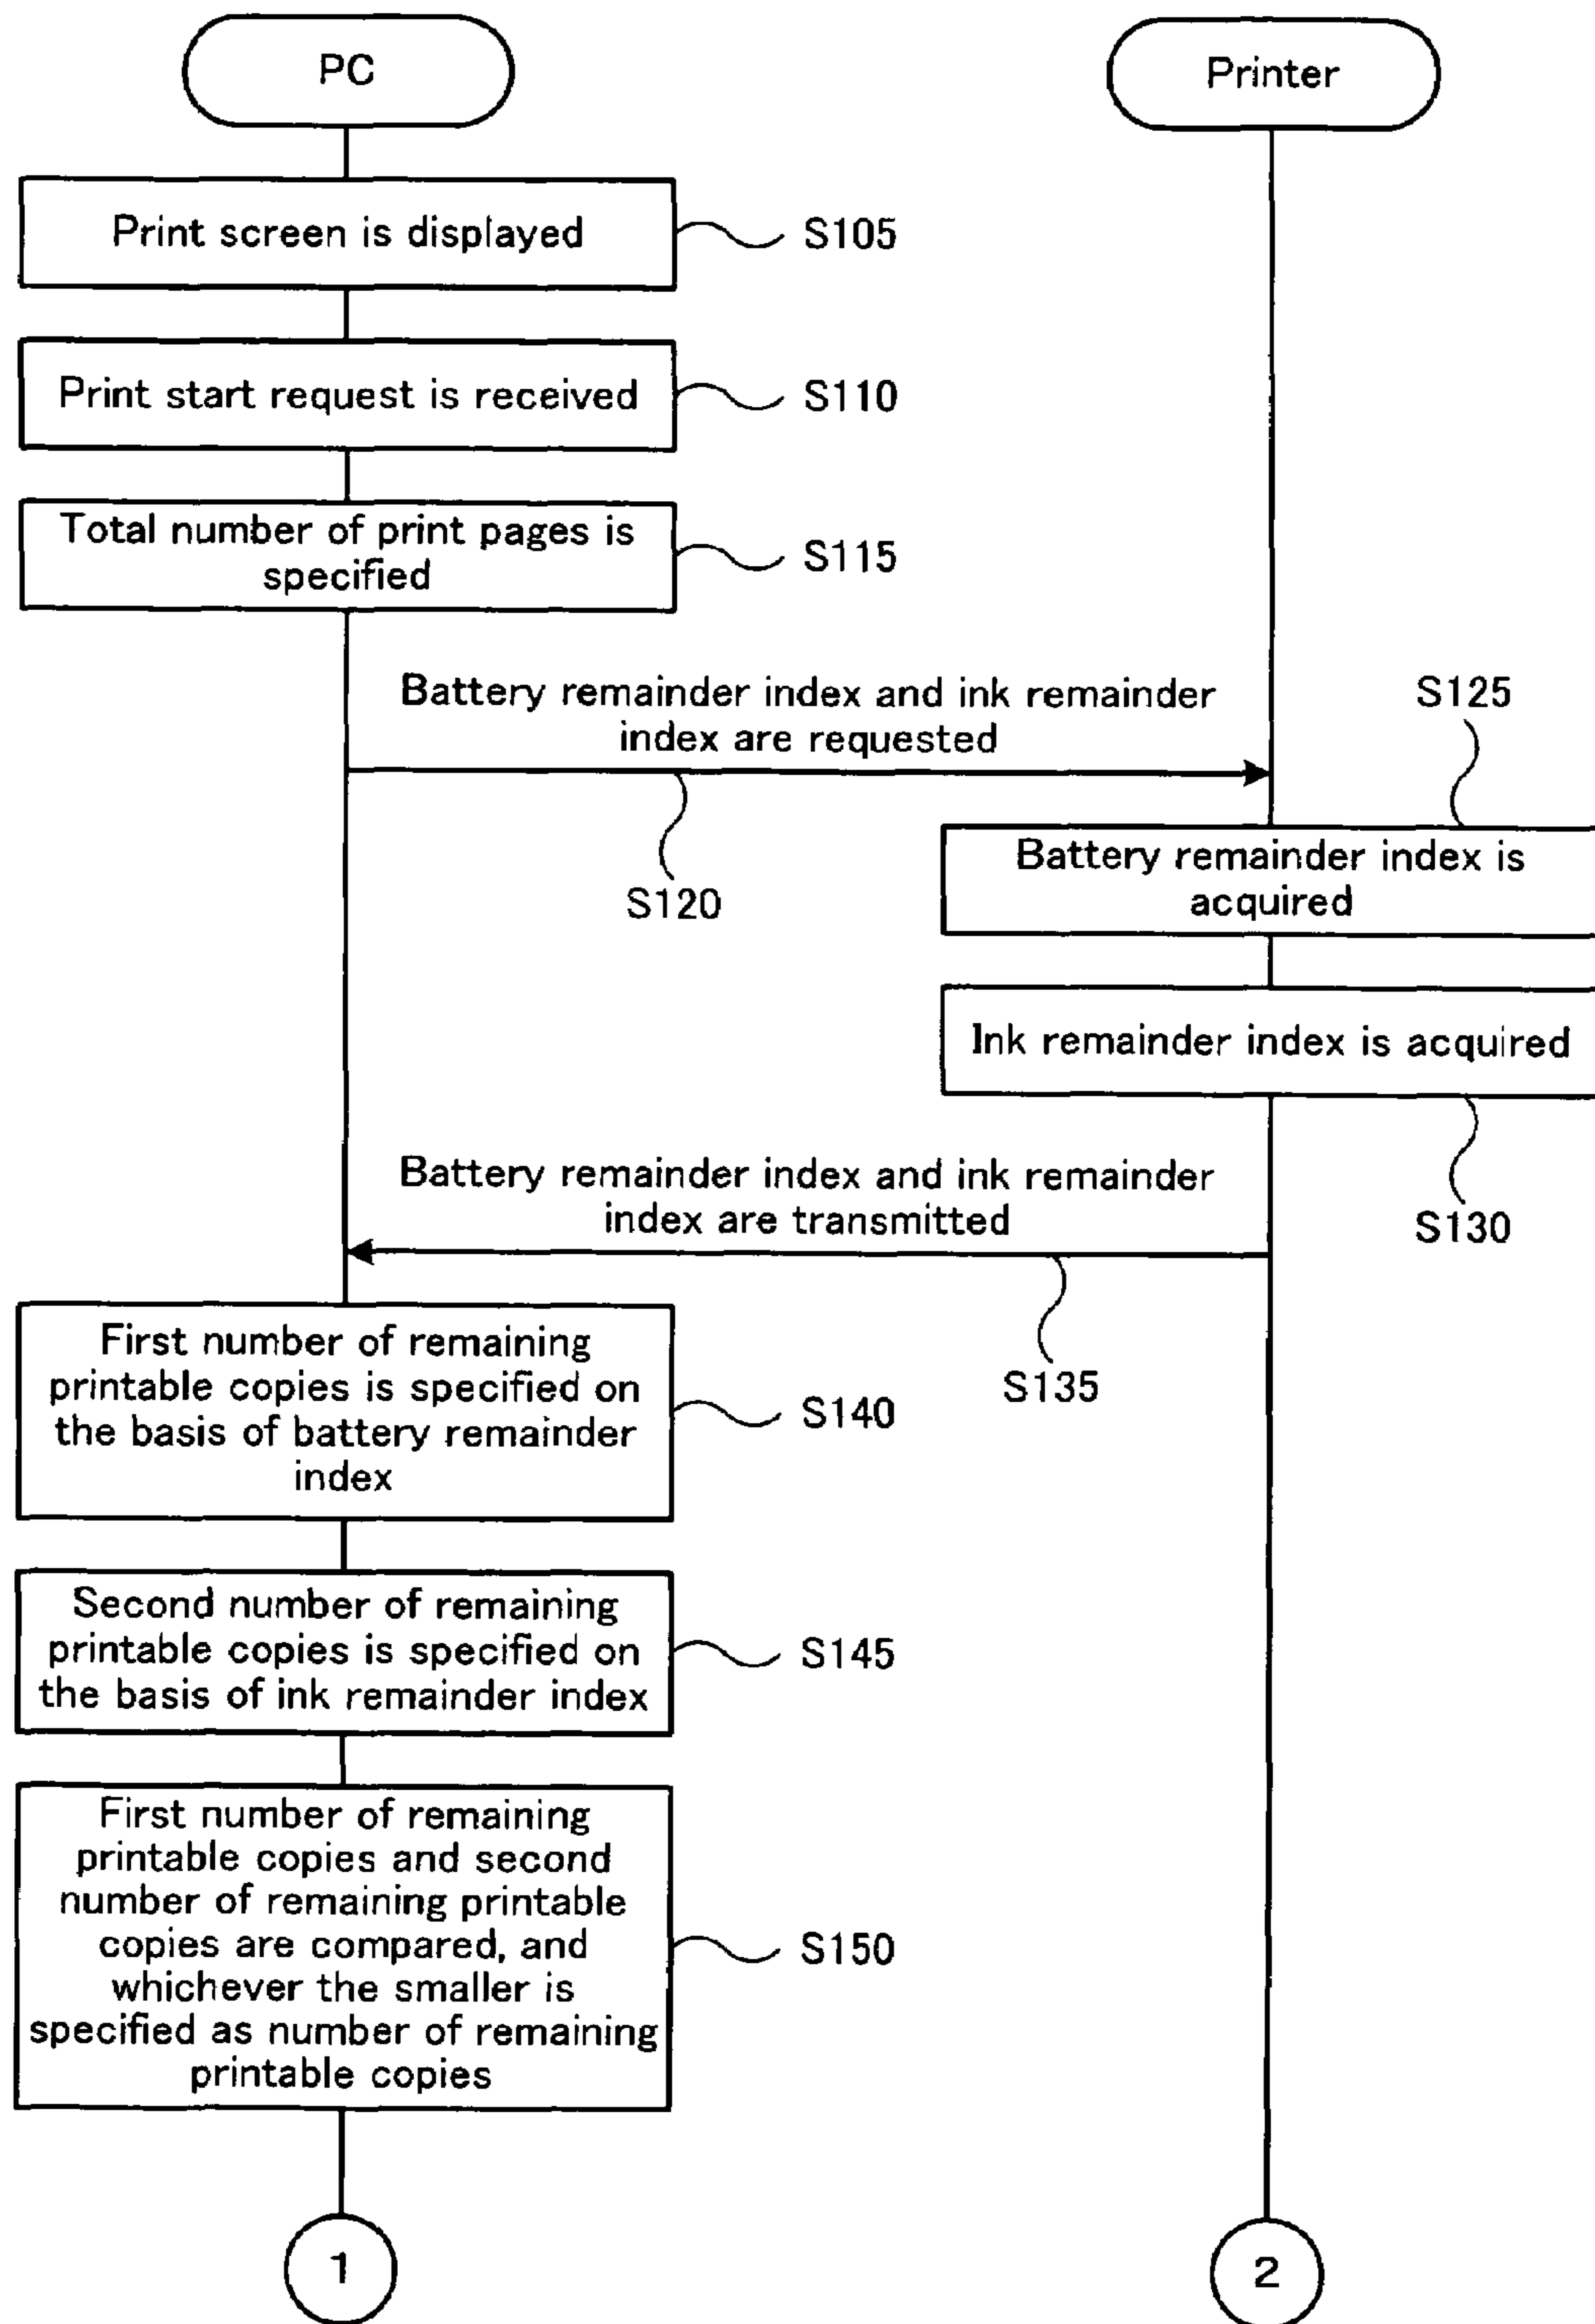 PC
Printer
Print screen is displayed
S105
Print start request is received
S110
Total number of print pages is
specified
S115
Battery remainder index and ink remainder
index are requested
S120
S125
Battery remainder index is
acquired
Ink remainder index is acquired
S130
Battery remainder index and ink remainder
index are transmitted
S135
First number of remaining
printable copies is specified on
the basis of battery remainder
index
S140
Second number of remaining
printable copies is specified on
the basis of ink remainder index
S145
First number of remaining
printable copies and second
number of remaining printable
copies are compared, and
whichever the smaller is
specified as number of remaining
printable copies
S150
1
2